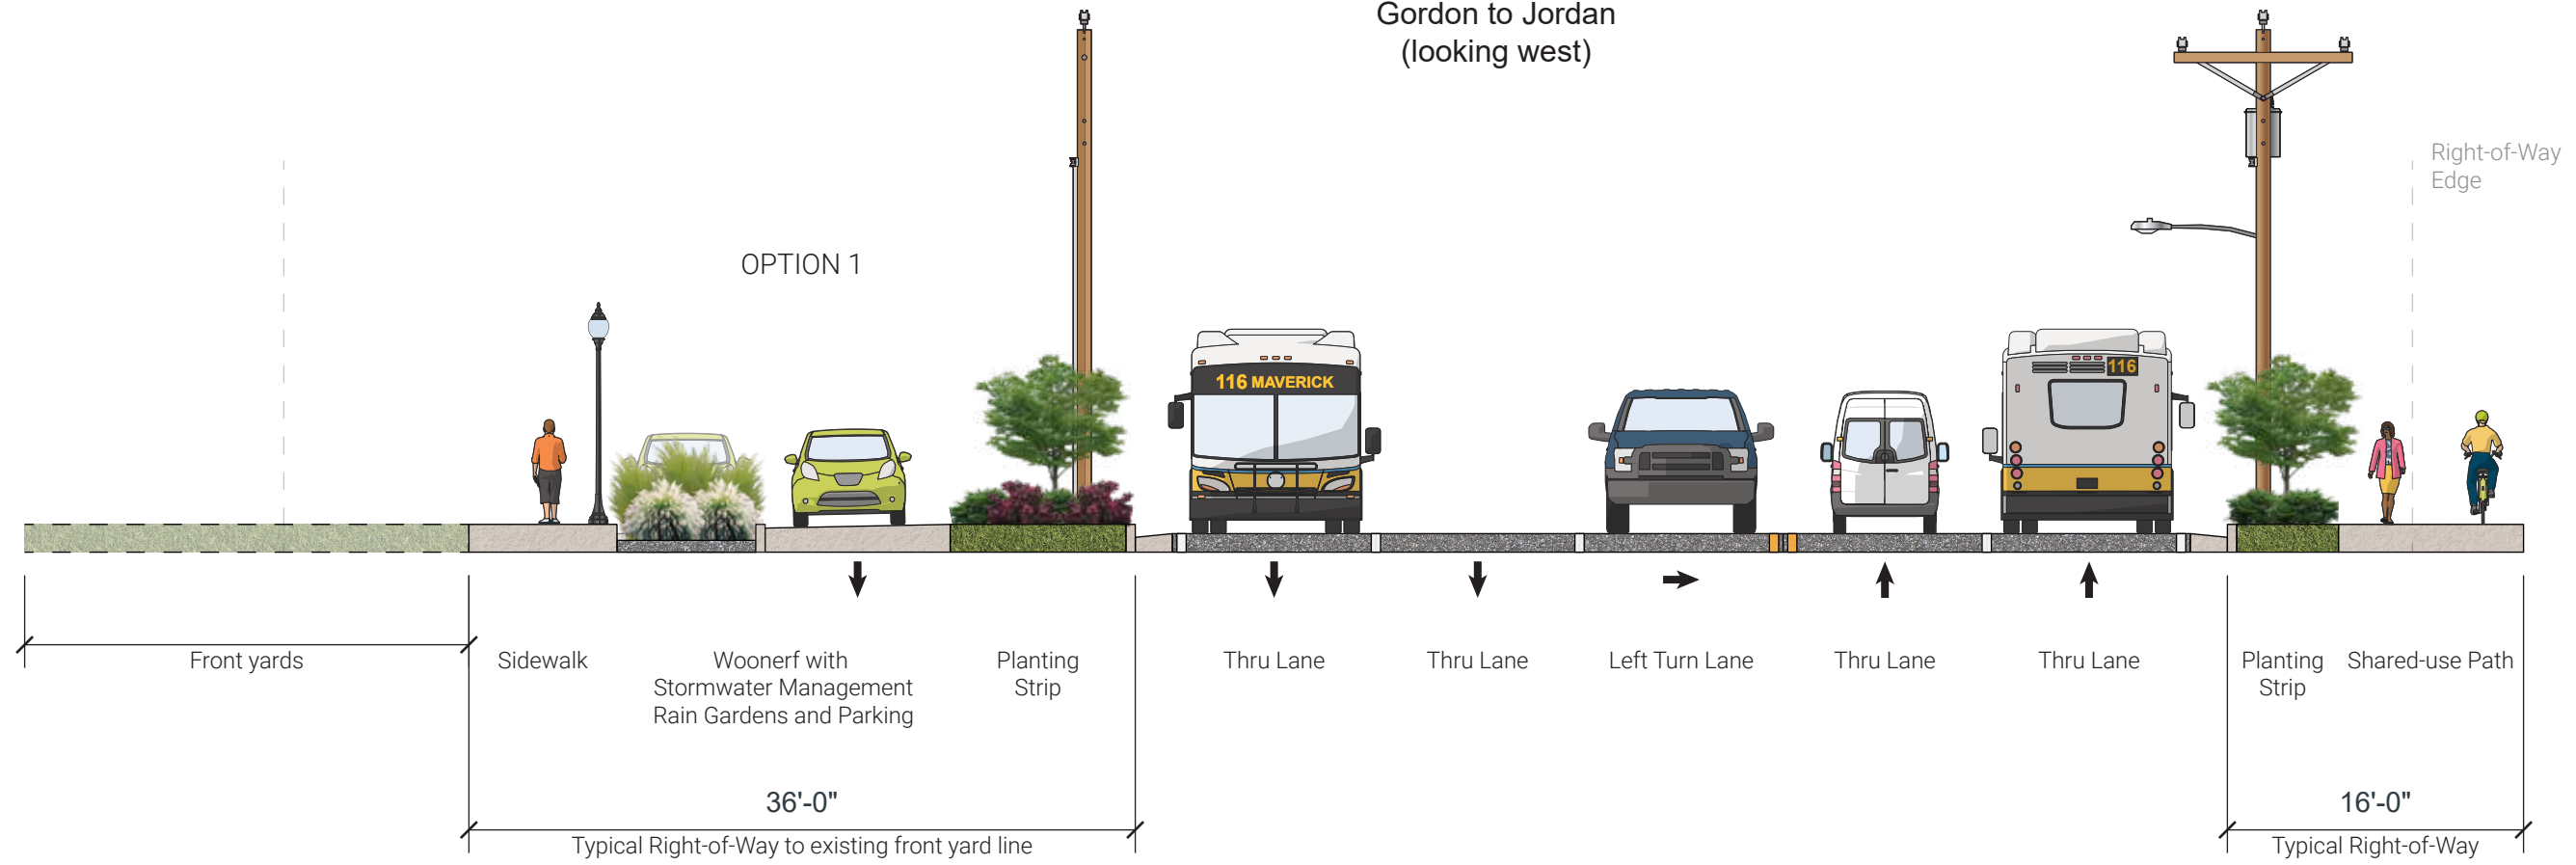 Gordon to Jordan
(looking west)
Right-of-Way
Edge
OPTION 1
116 MAVERICK
116
Front yards
Sidewalk
Woonerf with
Stormwater Management
Rain Gardens and Parking
Planting
Strip
Thru Lane
Thru Lane
Left Turn Lane
Thru Lane
Thru Lane
Planting
Strip
Shared-use Path
36'-0"
Typical Right-of-Way to existing front yard line
16'-0"
Typical Right-of-Way